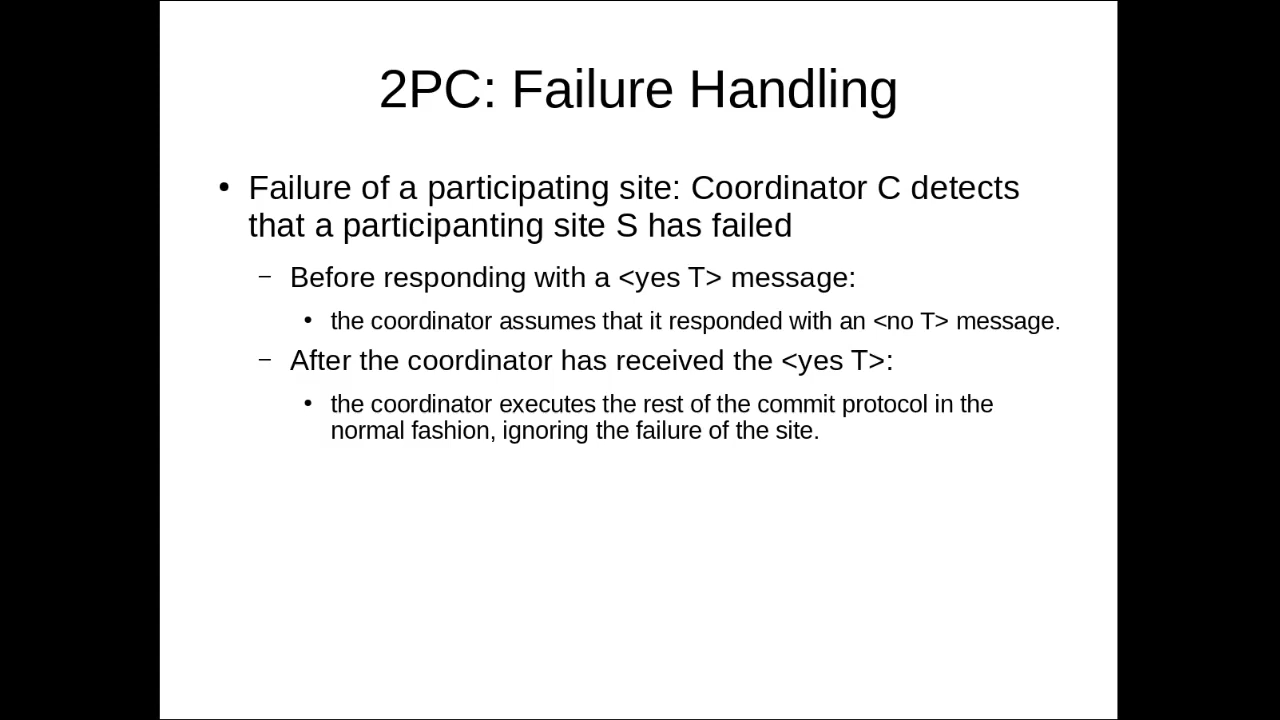 2PC: Failure Handling
• Failure of a participating site: Coordinator C detects
that a participanting site S has failed
– Before responding with a <yes T> message:
• the coordinator assumes that it responded with an <no T> message.
– After the coordinator has received the <yes T>:
• the coordinator executes the rest of the commit protocol in the
normal fashion, ignoring the failure of the site.